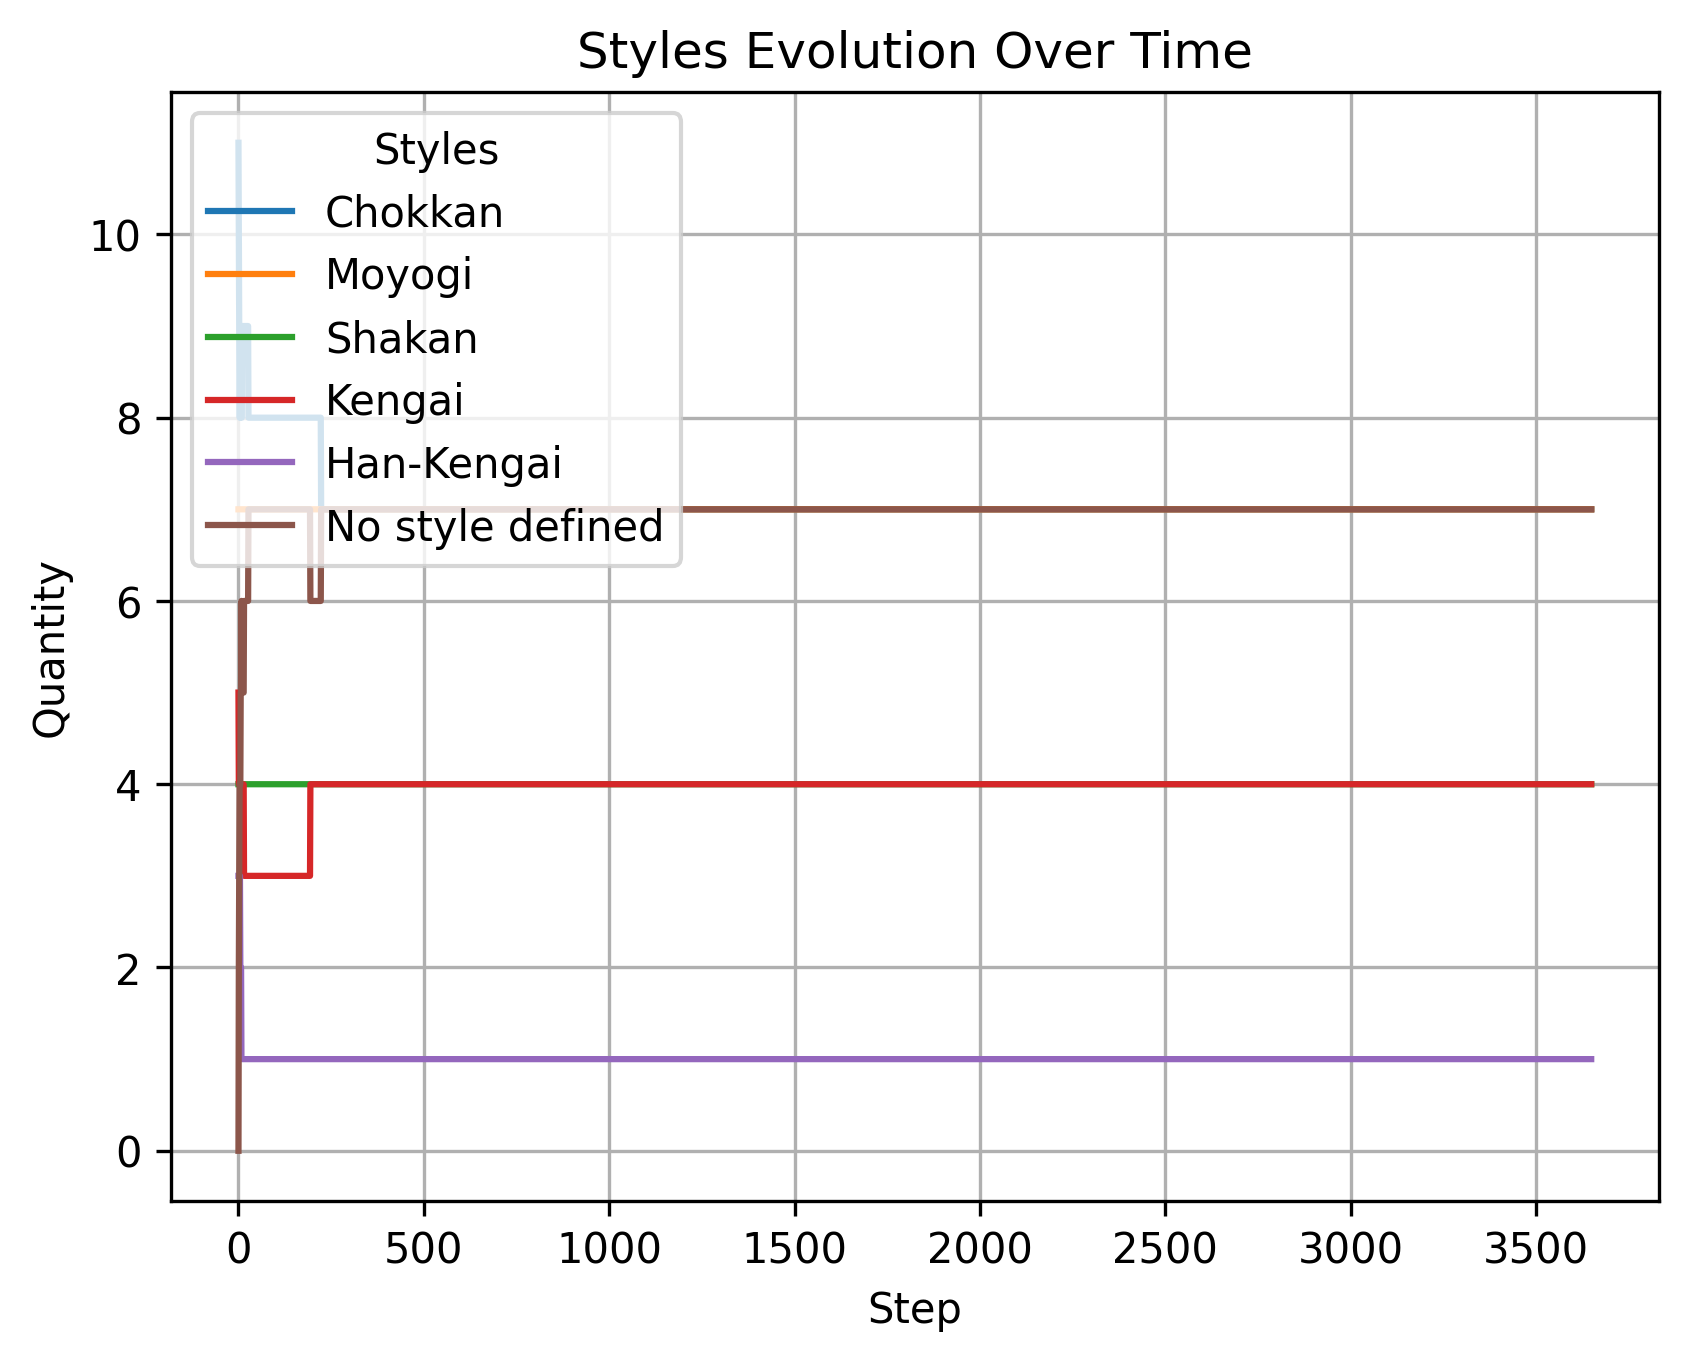 Styles Evolution Over Time
Styles
Chokkan
Moyogi
Shakan
Kengai
Han-Kengai
No style defined
Quantity
10
8
6
4
2
0
0 500 1000 1500 2000 2500 3000 3500
Step